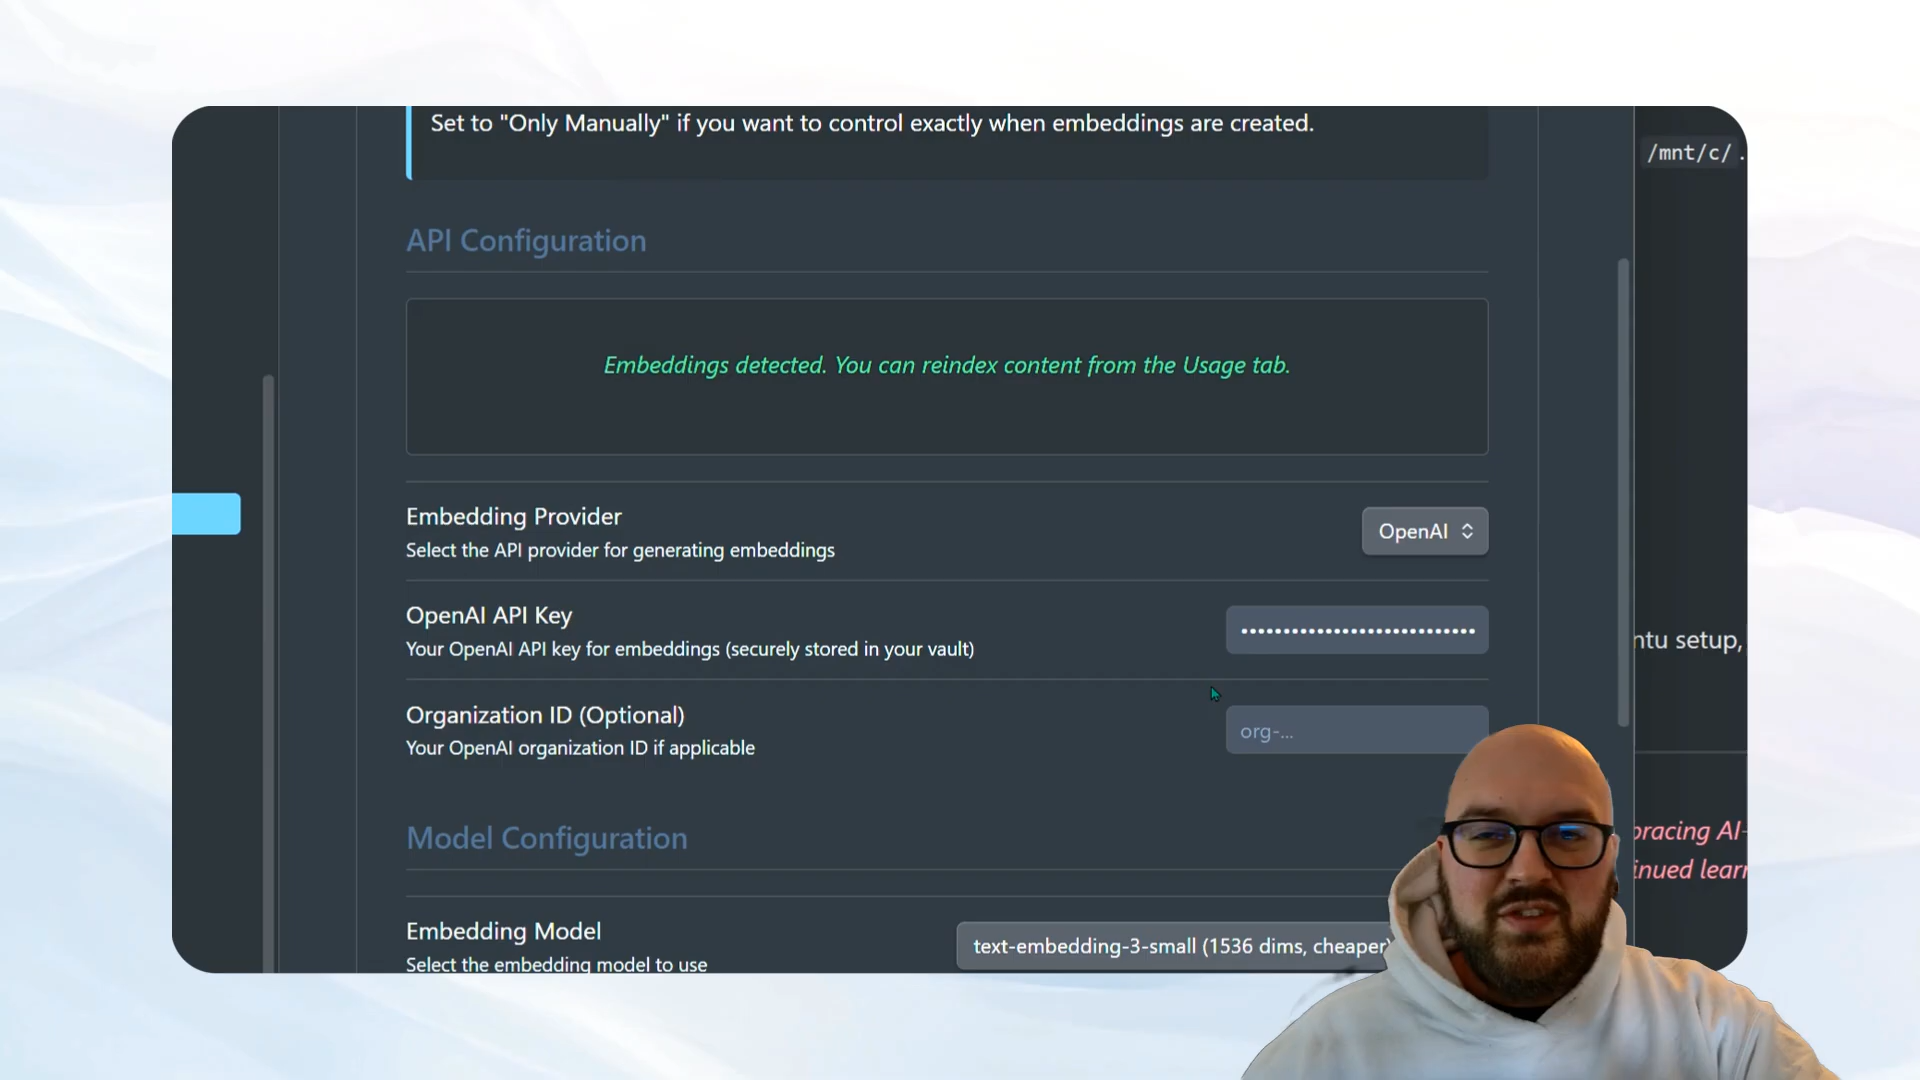 Set to "Only Manually" if you want to control exactly when embeddings are created.
/mnt/c/.
API Configuration
Embeddings detected. You can reindex content from the Usage tab.
Embedding Provider
Select the API provider for generating embeddings
OpenAI
OpenAI API Key
Your OpenAI API key for embeddings (securely stored in your vault)
••••••••••••••••••••••••••••
ntu setup,
Organization ID (Optional)
Your OpenAI organization ID if applicable
org-...
Model Configuration
bracing AI-
inued lear
Embedding Model
Select the embedding model to use
text-embedding-3-small (1536 dims, cheaper)